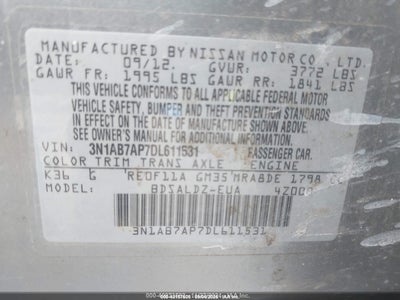 MANUFACTURED BY NISSAN MOTOR CO., LTD.
DATE: 09/12. GVWR: 3772 LBS
GAWR FR: 1995 LBS GAWR RR: 1841 LBS
THIS VEHICLE CONFORMS TO ALL APPLICABLE FEDERAL MOTOR
VEHICLE SAFETY, BUMPER AND THEFT PREVENTION STANDARDS
IN EFFECT ON THE DATE OF MANUFACTURE SHOWN ABOVE.
SEE OWNER'S MANUAL FOR ADDITIONAL INFORMATION
VIN: 3N1AB7AP7DL611531 PASSENGER CAR.
COLOR TRIM TRANS AXLE ENGINE
K36 G RE0F11A GM35 MRA8DE 1798
MODEL: BDSALDZ-EUA
3N1AB7AP7DL611531